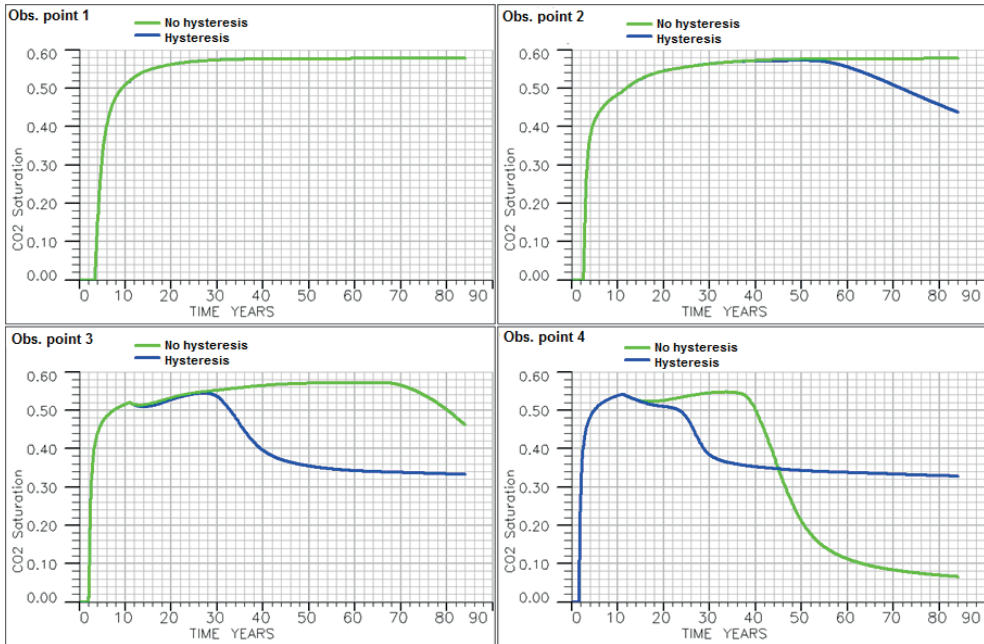 Obs. point 1
No hysteresis
Hysteresis
0.60
0.50
0.40
0.30
0.20
0.10
0.00
CO2 Saturation
0 10 20 30 40 50 60 70 80 90
TIME YEARS
Obs. point 2
No hysteresis
Hysteresis
0.60
0.50
0.40
0.30
0.20
0.10
0.00
CO2 Saturation
0 10 20 30 40 50 60 70 80 90
TIME YEARS
Obs. point 3
No hysteresis
Hysteresis
0.60
0.50
0.40
0.30
0.20
0.10
0.00
CO2 Saturation
0 10 20 30 40 50 60 70 80 90
TIME YEARS
Obs. point 4
No hysteresis
Hysteresis
0.60
0.50
0.40
0.30
0.20
0.10
0.00
CO2 Saturation
0 10 20 30 40 50 60 70 80 90
TIME YEARS